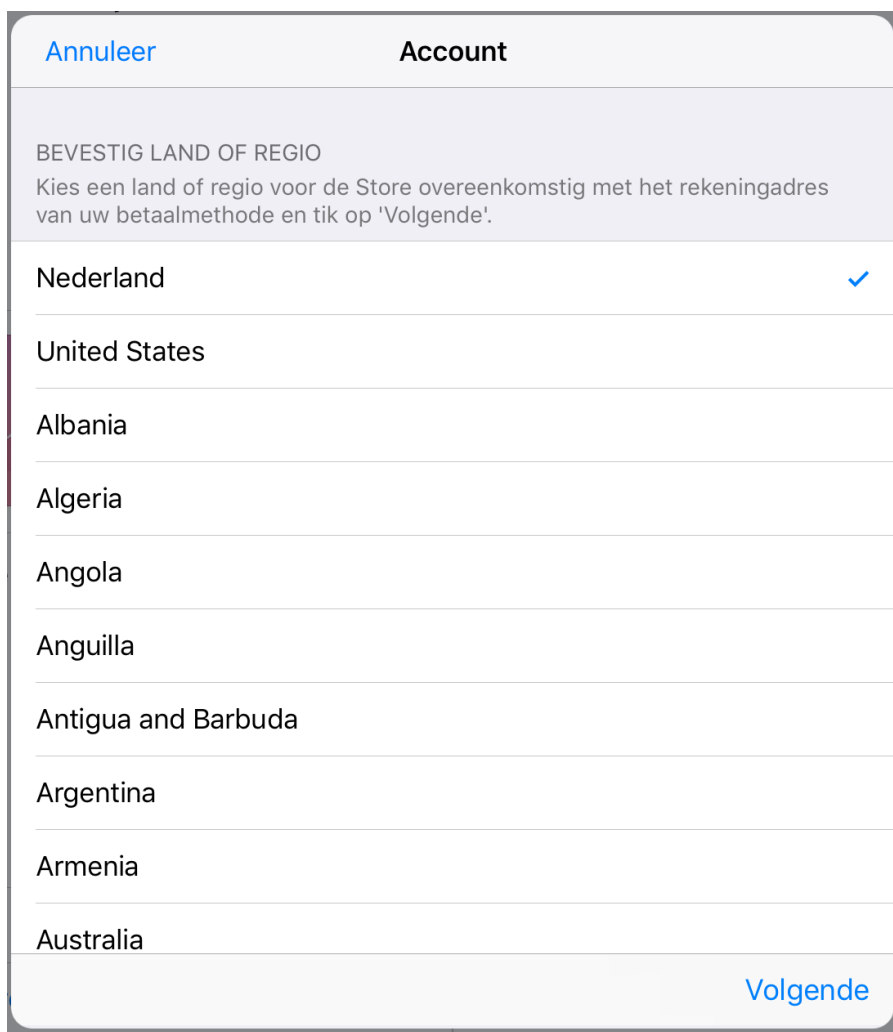 Annuleer
Account
BEVESTIG LAND OF REGIO
Kies een land of regio voor de Store overeenkomstig met het rekeningadres
van uw betaalmethode en tik op 'Volgende'.
Nederland
United States
Albania
Algeria
Angola
Anguilla
Antigua and Barbuda
Argentina
Armenia
Australia
Volgende